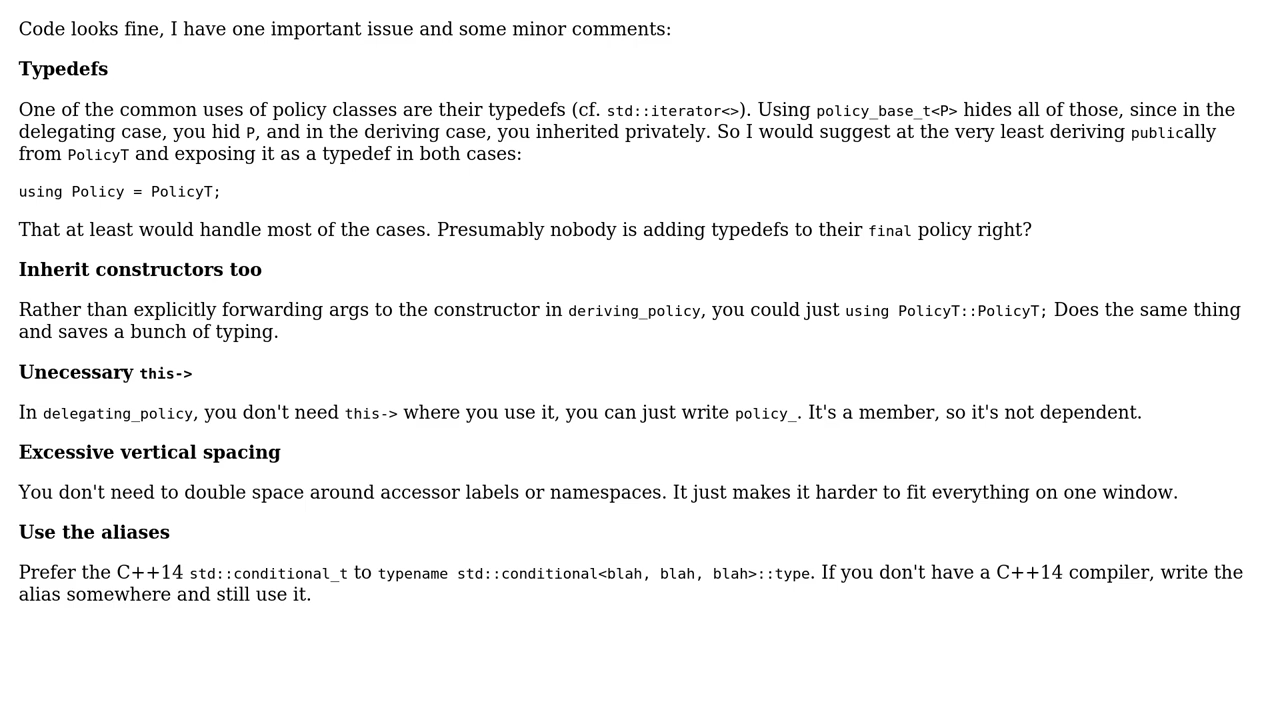 Code looks fine, I have one important issue and some minor comments:
Typedefs
One of the common uses of policy classes are their typedefs (cf. std::iterator<>). Using policy_base_t<P> hides all of those, since in the
delegating case, you hid P, and in the deriving case, you inherited privately. So I would suggest at the very least deriving publically
from PolicyT and exposing it as a typedef in both cases:
using Policy = PolicyT;
That at least would handle most of the cases. Presumably nobody is adding typedefs to their final policy right?
Inherit constructors too
Rather than explicitly forwarding args to the constructor in deriving_policy, you could just using PolicyT::PolicyT; Does the same thing
and saves a bunch of typing.
Unecessary this->
In delegating_policy, you don't need this-> where you use it, you can just write policy_. It's a member, so it's not dependent.
Excessive vertical spacing
You don't need to double space around accessor labels or namespaces. It just makes it harder to fit everything on one window.
Use the aliases
Prefer the C++14 std::conditional_t to typename std::conditional<blah, blah, blah>::type. If you don't have a C++14 compiler, write the
alias somewhere and still use it.